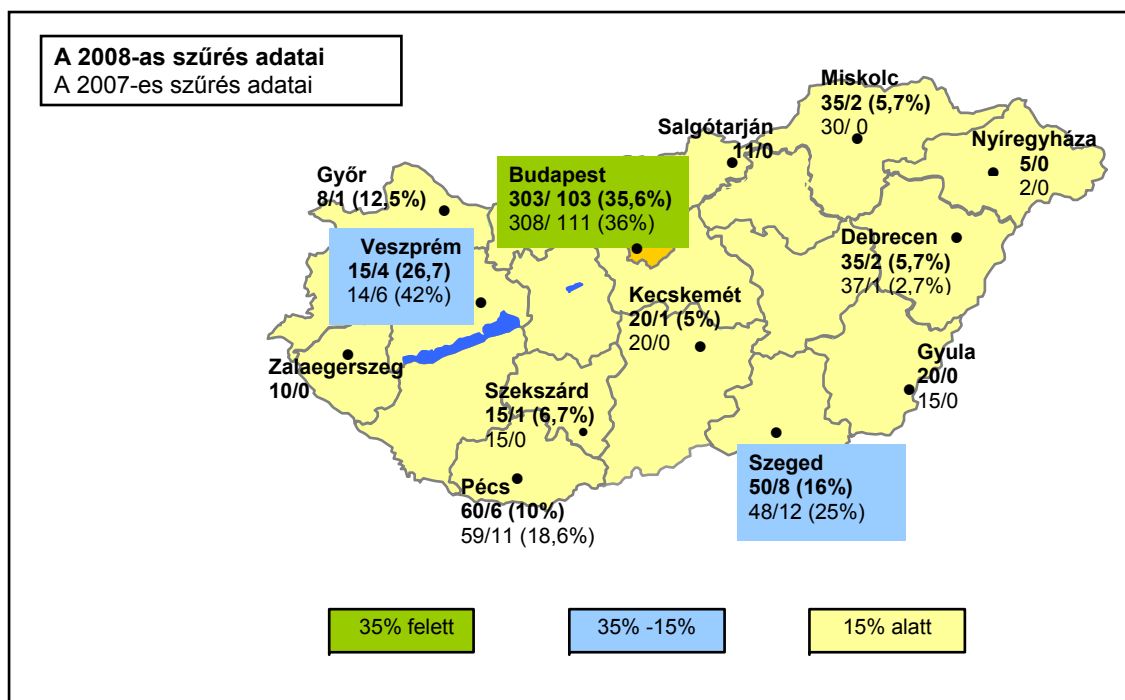 A 2008-as szűrés adatai
A 2007-es szűrés adatai
Miskolc
35/2 (5,7%)
30/ 0
Salgótarján
11/0
Nyíregyháza
5/0
2/0
Budapest
303/ 103 (35,6%)
308/ 111 (36%)
Győr
8/1 (12,5%)
Veszprém
15/4 (26,7)
14/6 (42%)
Debrecen
35/2 (5,7%)
37/1 (2,7%)
Kecskemét
20/1 (5%)
20/0
Zalaegerszeg
10/0
Gyula
20/0
15/0
Szekszárd
15/1 (6,7%)
15/0
Szeged
50/8 (16%)
48/12 (25%)
Pécs
60/6 (10%)
59/11 (18,6%)
35% felett
35% -15%
15% alatt